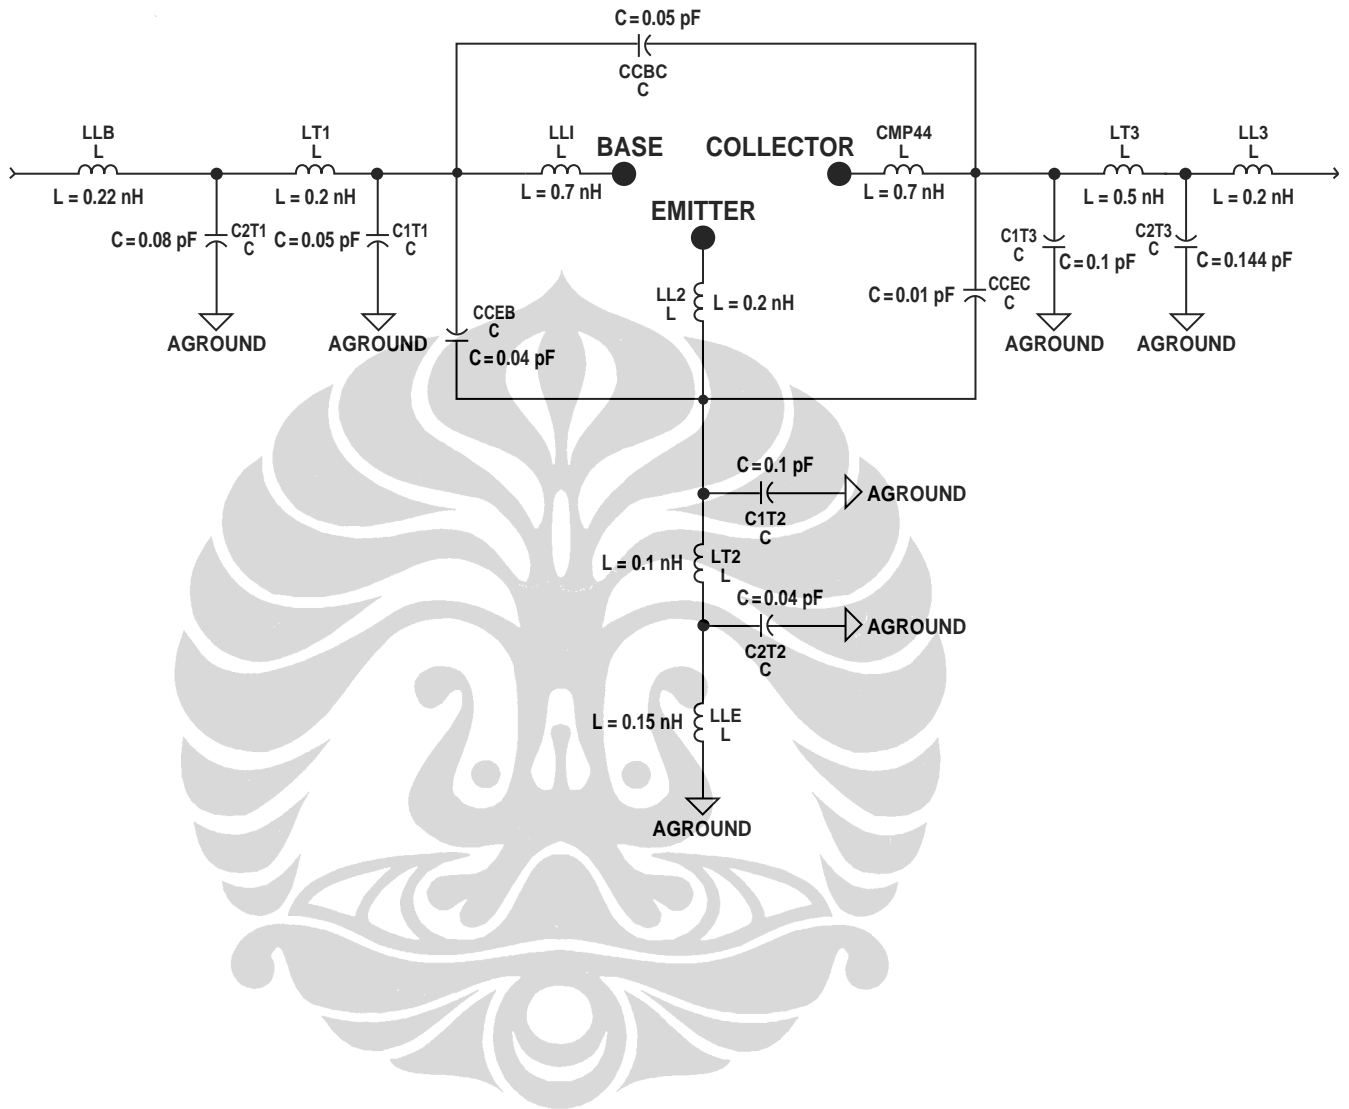 C = 0.05 pF
CCBC
C
LLB
L
L = 0.22 nH
LT1
L
L = 0.2 nH
LLI
L
L = 0.7 nH
BASE
COLLECTOR
CMP44
L
L = 0.7 nH
LT3
L
L = 0.5 nH
LL3
L
L = 0.2 nH
EMITTER
C = 0.08 pF
C2T1
C
C = 0.05 pF
C1T1
C
LL2
L
L = 0.2 nH
C = 0.01 pF
CCEC
C
C1T3
C
C = 0.1 pF
C2T3
C
C = 0.144 pF
AGROUND
AGROUND
CCEB
C
C = 0.04 pF
AGROUND
AGROUND
C = 0.1 pF
AGROUND
C1T2
C
L = 0.1 nH
LT2
L
C = 0.04 pF
AGROUND
C2T2
C
L = 0.15 nH
LLE
L
AGROUND